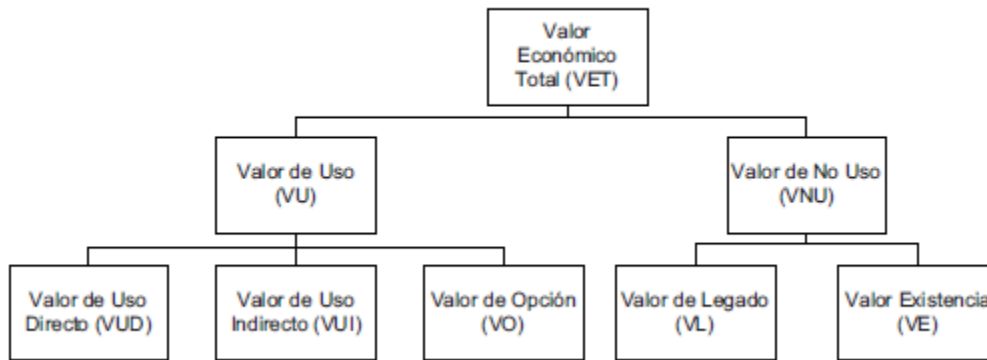 Valor
Económico
Total (VET)
Valor de Uso
(VU)
Valor de No Uso
(VNU)
Valor de Uso
Directo (VUD)
Valor de Uso
Indirecto (VUI)
Valor de Opción
(VO)
Valor de Legado
(VL)
Valor Existencia
(VE)